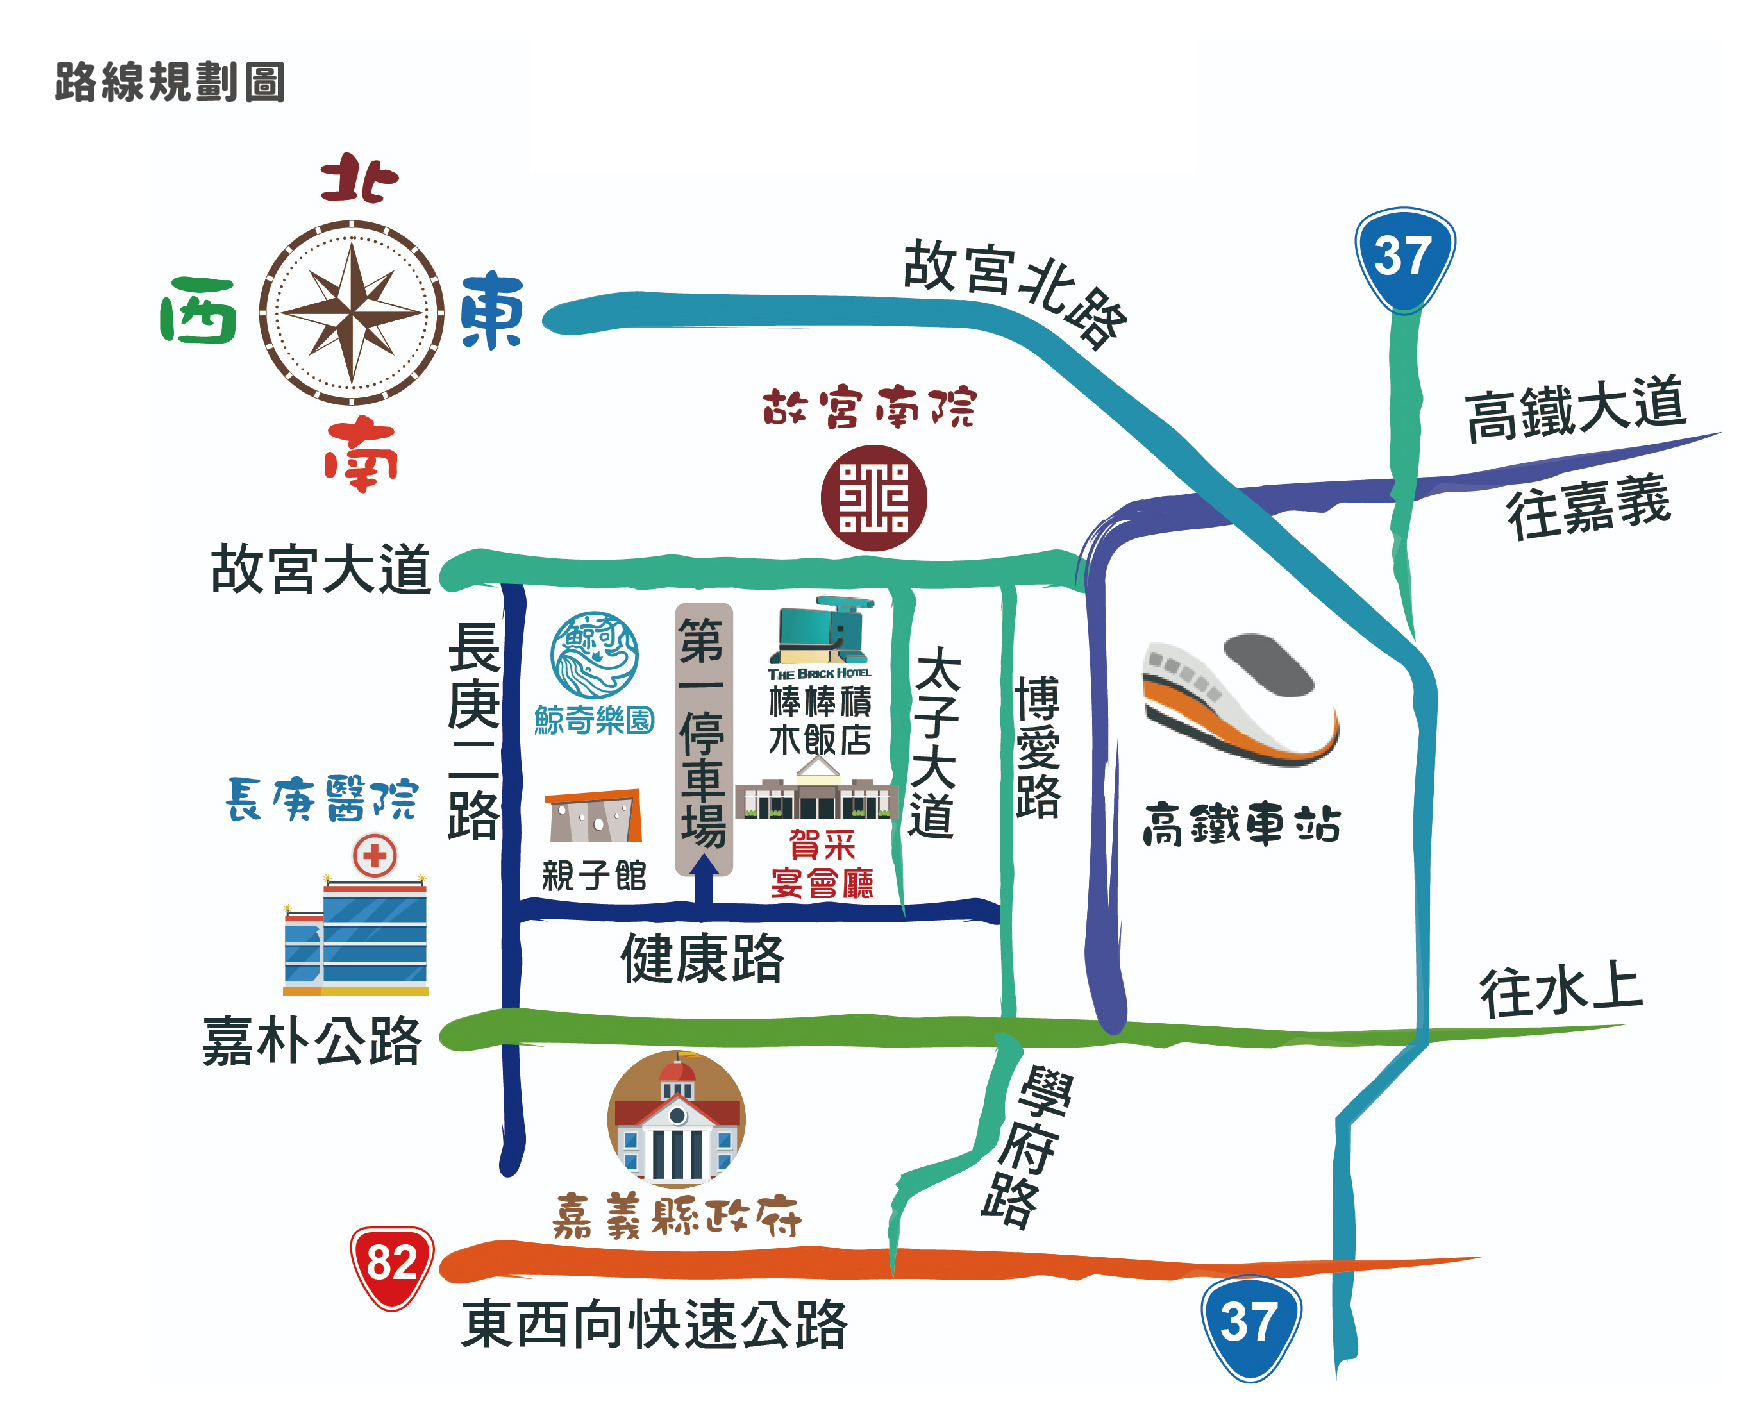 路線規劃圖
北
西
東
南
故宮北路
37
高鐵大道
往嘉義
故宮南院
故宮大道
長庚二路
鯨奇
鯨奇樂園
第一停車場
THE BRICK HOTEL
棒棒積
木飯店
太子大道
博愛路
高鐵車站
長庚醫院
親子館
賀采
宴會廳
健康路
嘉朴公路
往水上
學府路
嘉義縣政府
82
東西向快速公路
37